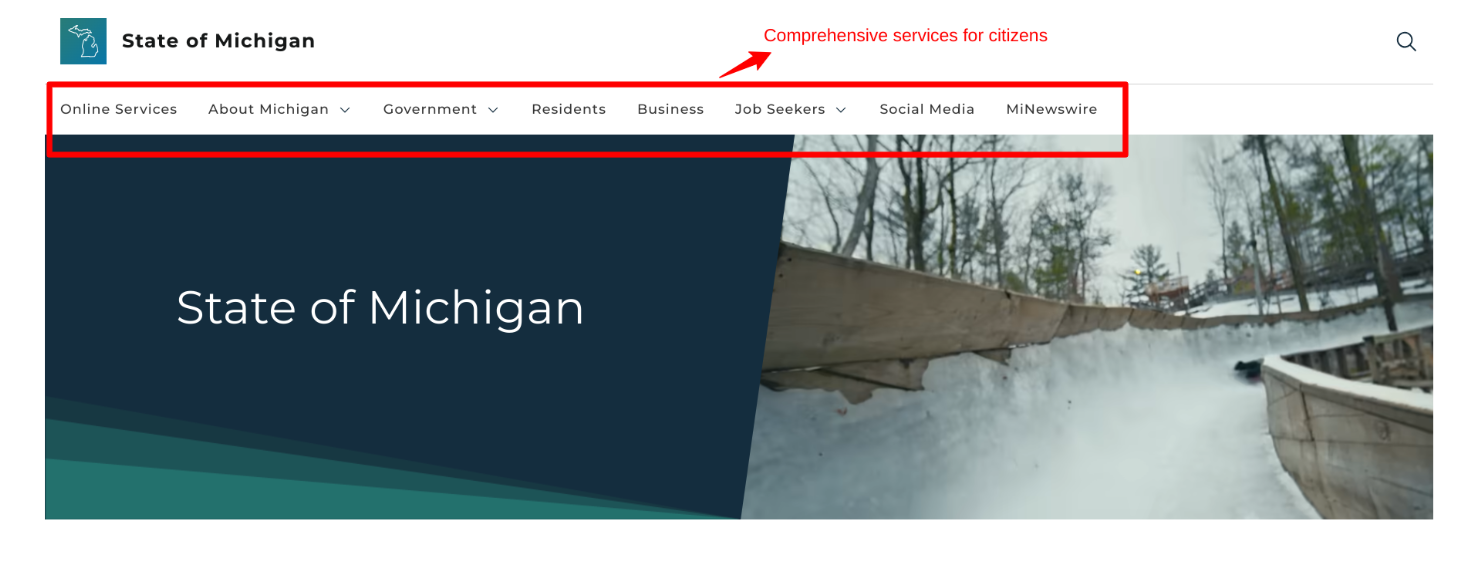 State of Michigan
Comprehensive services for citizens
Online Services About Michigan Government Residents Business Job Seekers Social Media MiNewswire
State of Michigan